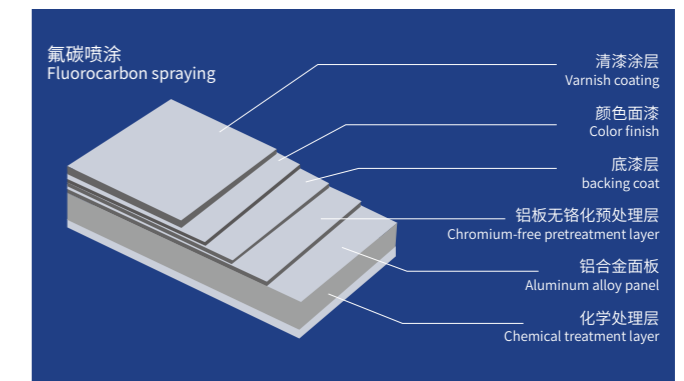 氟碳喷涂
Fluorocarbon spraying
清漆涂层
Varnish coating
颜色面漆
Color finish
底漆层
backing coat
铝板无铬化预处理层
Chromium-free pretreatment layer
铝合金面板
Aluminum alloy panel
化学处理层
Chemical treatment layer